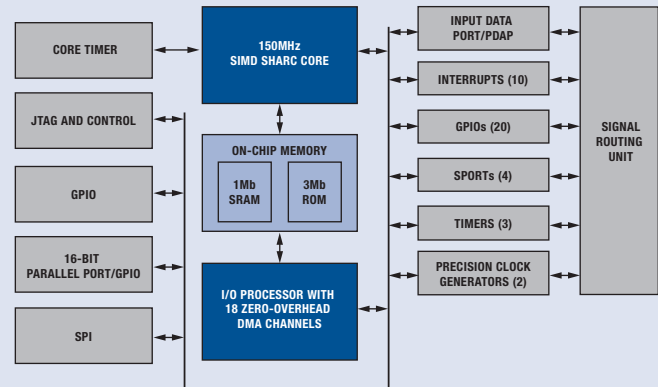 CORE TIMER
JTAG AND CONTROL
GPIO
16-BIT
PARALLEL PORT/GPIO
SPI
150MHz
SIMD SHARC CORE
ON-CHIP MEMORY
1Mb
SRAM
3Mb
ROM
I/O PROCESSOR WITH
18 ZERO-OVERHEAD
DMA CHANNELS
INPUT DATA
PORT/PDAP
INTERRUPTS (10)
GPIOs (20)
SPORTs (4)
TIMERS (3)
PRECISION CLOCK
GENERATORS (2)
SIGNAL
ROUTING
UNIT